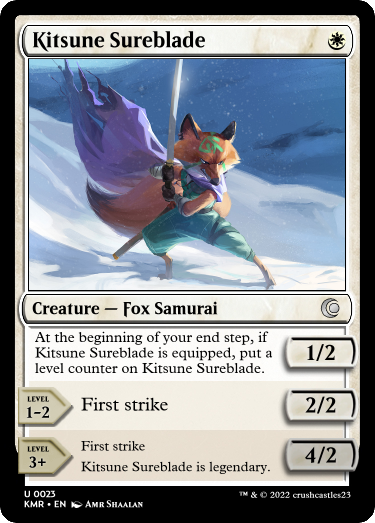 Kitsune Sureblade
Creature — Fox Samurai
At the beginning of your end step, if
Kitsune Sureblade is equipped, put a
level counter on Kitsune Sureblade.
1/2
LEVEL
1-2
First strike
2/2
LEVEL
3+
First strike
Kitsune Sureblade is legendary.
4/2
U 0023
KMR • EN Amr Shaalan
™ & © 2022 crushcastles23